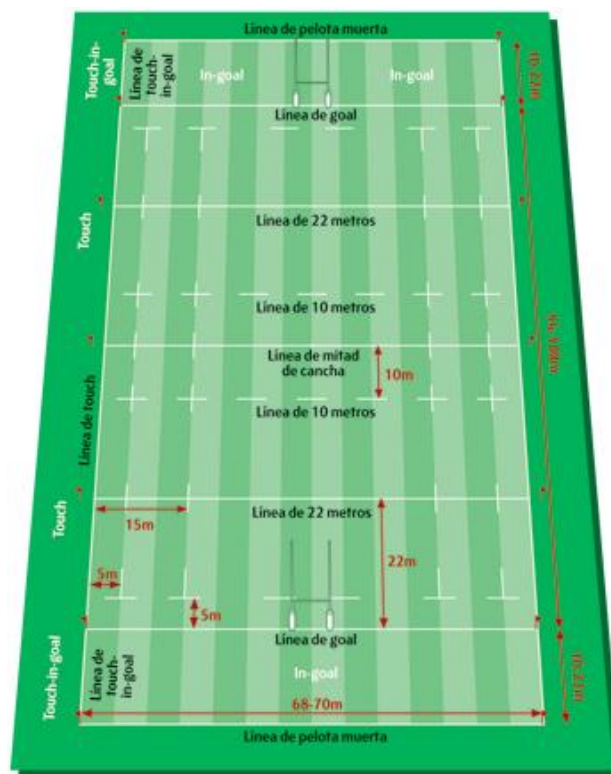 Línea de pelota muerta
Touch-in-
goal
Línea de
touch-
in-goal
In-goal
In-goal
Línea de goal
Touch
Línea de 22 metros
Línea de 10 metros
Línea de mitad
de cancha
10m
Línea de touch
Línea de 10 metros
Touch
15m
Línea de 22 metros
22m
5m
5m
Touch-in-goal
Línea de
touch-
in-goal
Línea de goal
In-goal
68-70m
Línea de pelota muerta